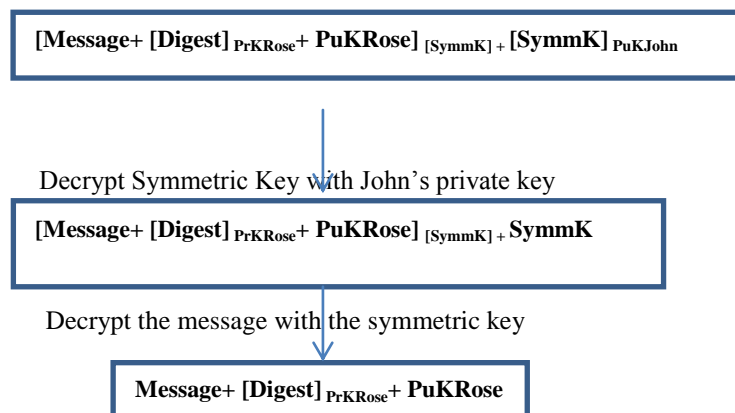 [Message+ [Digest] PrKRose+ PuKRose] [SymmK] + [SymmK] PuKJohn
Decrypt Symmetric Key with John's private key
[Message+ [Digest] PrKRose+ PuKRose] [SymmK] + SymmK
Decrypt the message with the symmetric key
Message+ [Digest] PrKRose+ PuKRose